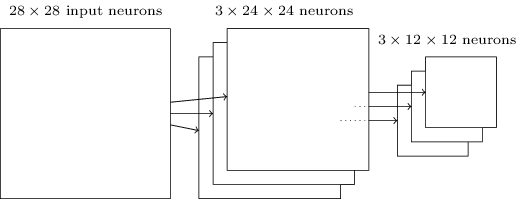 28 × 28 input neurons
3 × 24 × 24 neurons
3 × 12 × 12 neurons